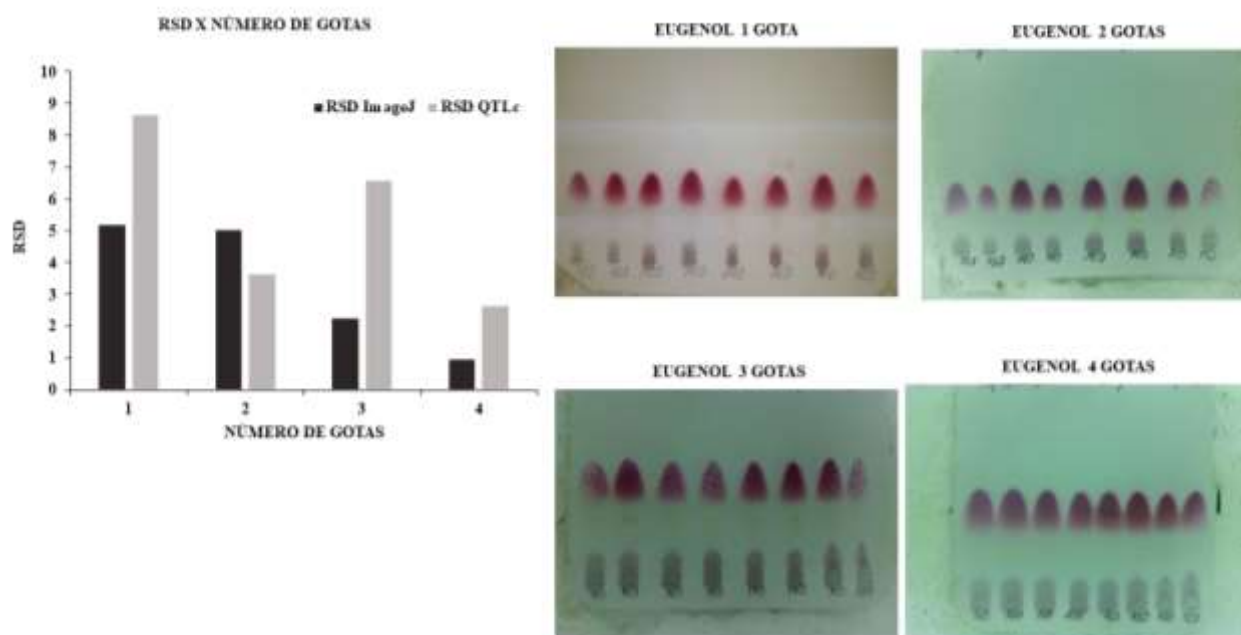 RSD X NÚMERO DE GOTAS
10
9
8
7
6
5
4
3
2
1
0
RSD
RSD ImageJ
RSD QTLc
1
2
3
4
NÚMERO DE GOTAS
EUGENOL 1 GOTA
EUGENOL 2 GOTAS
EUGENOL 3 GOTAS
EUGENOL 4 GOTAS